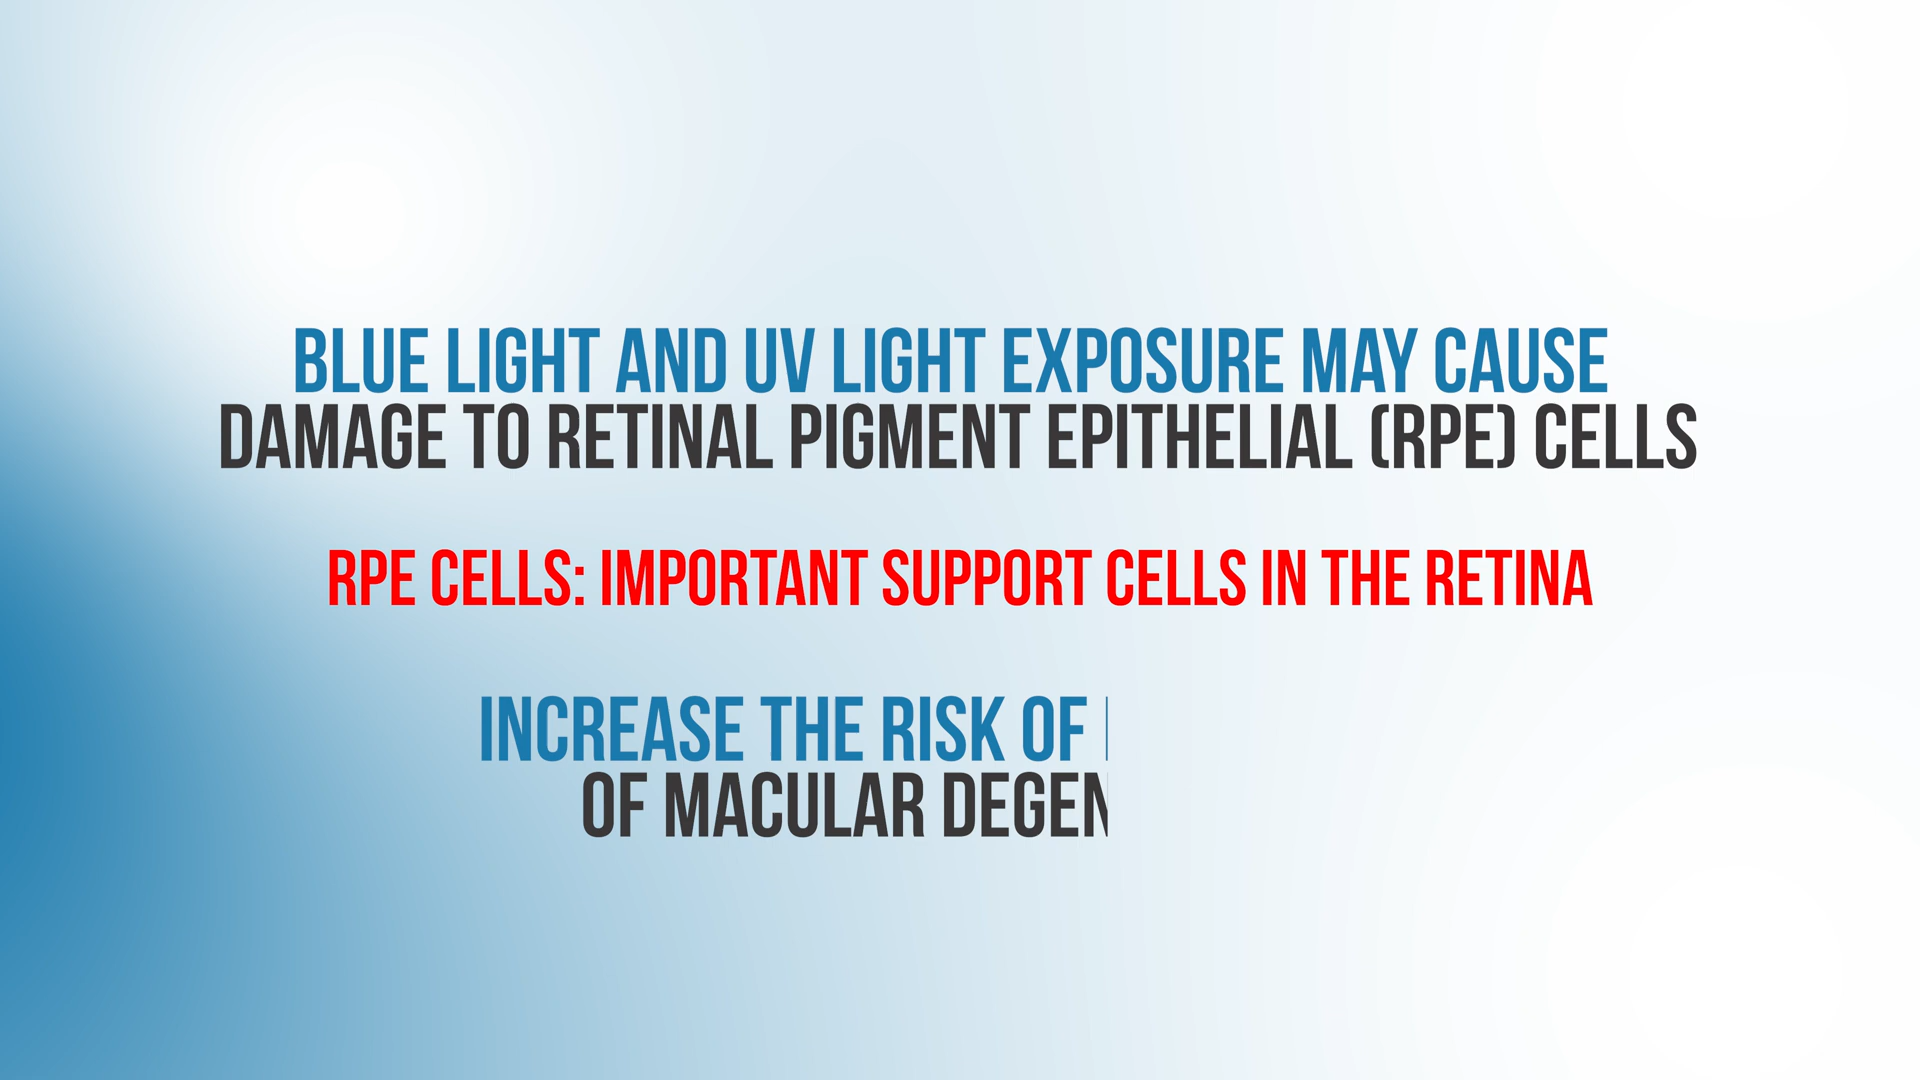 BLUE LIGHT AND UV LIGHT EXPOSURE MAY CAUSE
DAMAGE TO RETINAL PIGMENT EPITHELIAL (RPE) CELLS
RPE CELLS: IMPORTANT SUPPORT CELLS IN THE RETINA
INCREASE THE RISK OF
OF MACULAR DEGEN